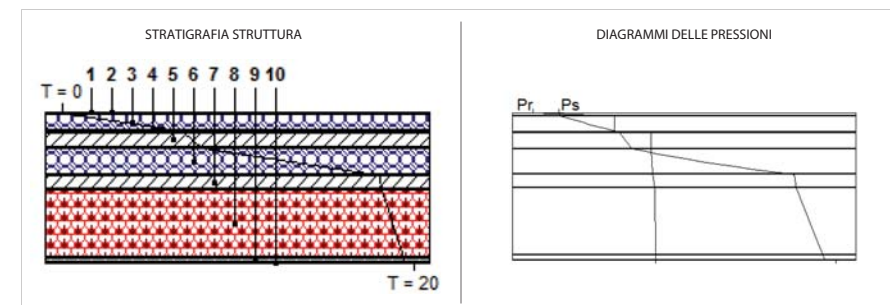 STRATIGRAFIA STRUTTURA
T = 0
1 2 3 4 5 6 7 8 9 10
T = 20
DIAGRAMMI DELLE PRESSIONI
Pr Ps